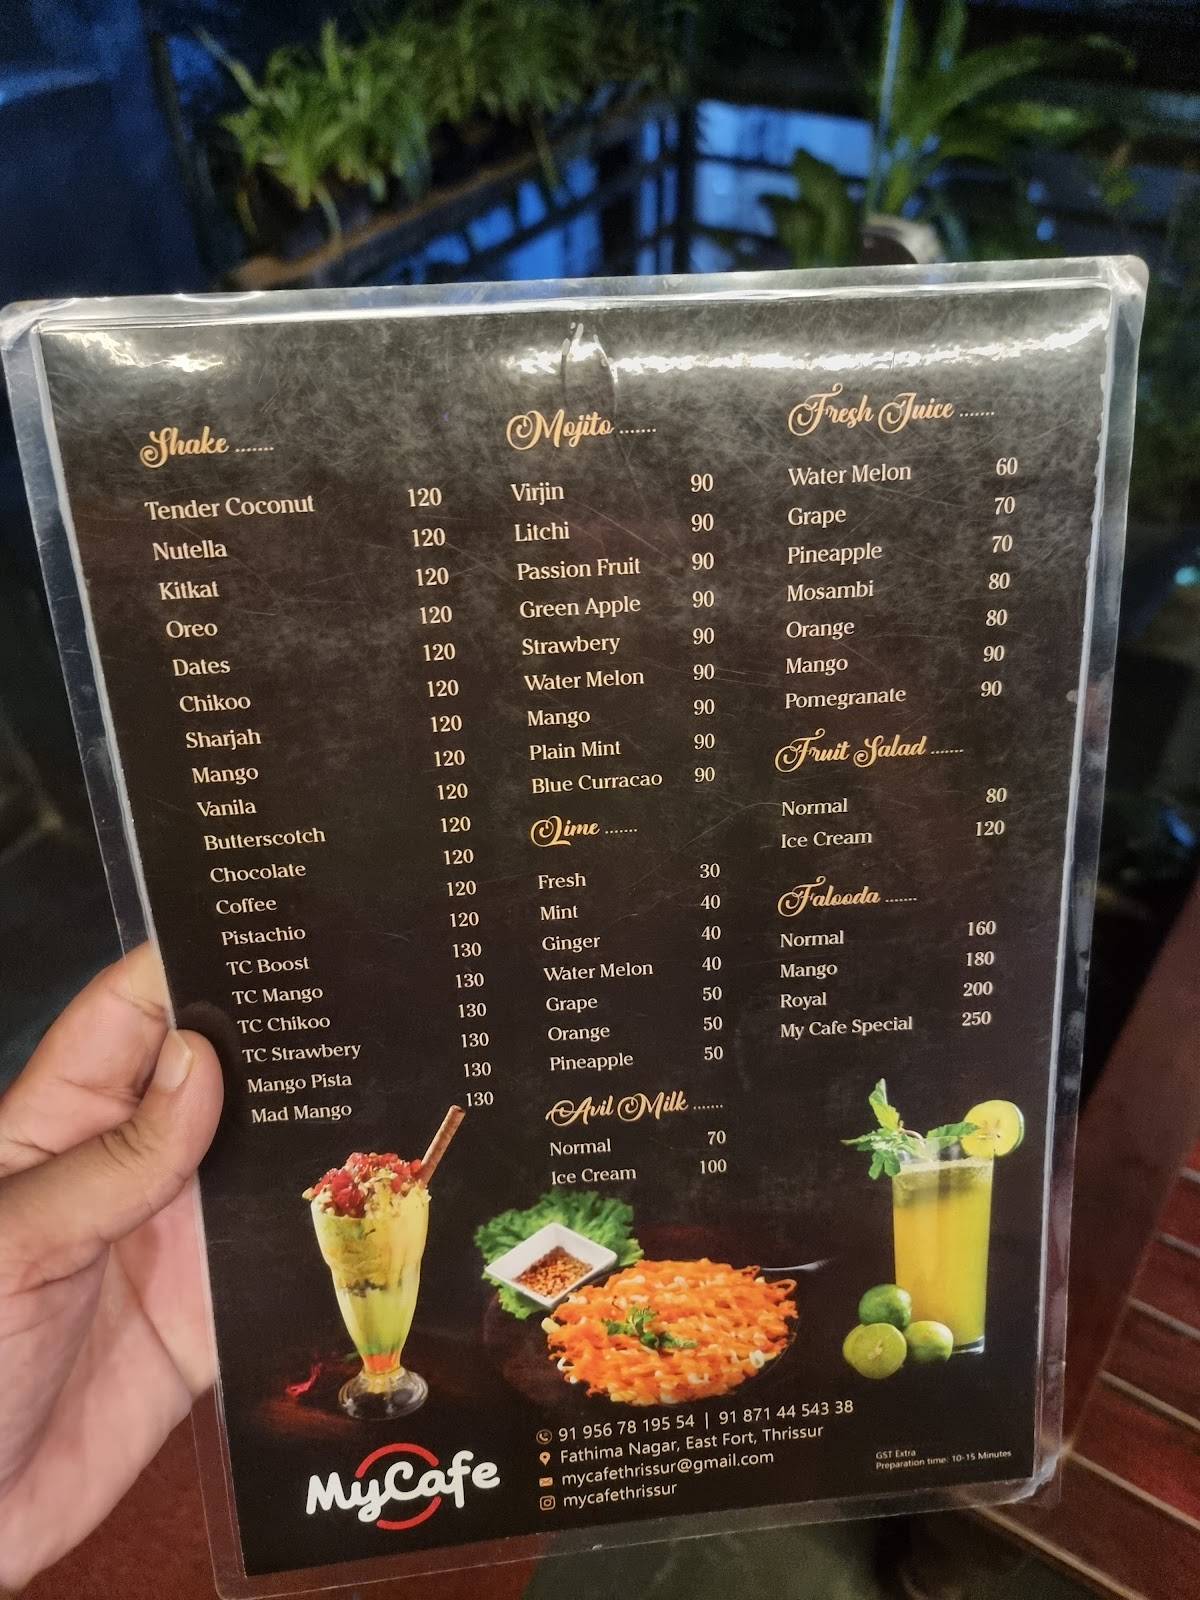 Shake .......
Tender Coconut 120
Nutella 120
Kitkat 120
Oreo 120
Dates 120
Chikoo 120
Sharjah 120
Mango 120
Vanila 120
Butterscotch 120
Chocolate 120
Coffee 120
Pistachio 120
TC Boost 130
TC Mango 130
TC Chikoo 130
TC Strawbery 130
Mango Pista 130
Mad Mango 130
Mojito .......
Virjin 90
Litchi 90
Passion Fruit 90
Green Apple 90
Strawbery 90
Water Melon 90
Mango 90
Plain Mint 90
Blue Curracao 90
Lime .......
Fresh 30
Mint 40
Ginger 40
Water Melon 40
Grape 50
Orange 50
Pineapple 50
Avil Milk .......
Normal 70
Ice Cream 100
Fresh Juice .......
Water Melon 60
Grape 70
Pineapple 70
Mosambi 80
Orange 80
Mango 90
Pomegranate 90
Fruit Salad .......
Normal 80
Ice Cream 120
Falooda .......
Normal 160
Mango 180
Royal 200
My Cafe Special 250
MyCafe
91 956 78 195 54 | 91 871 44 543 38
Fathima Nagar, East Fort, Thrissur
mycafethrissur@gmail.com
mycafethrissur
GST Extra
Preparation time: 10-15 Minutes